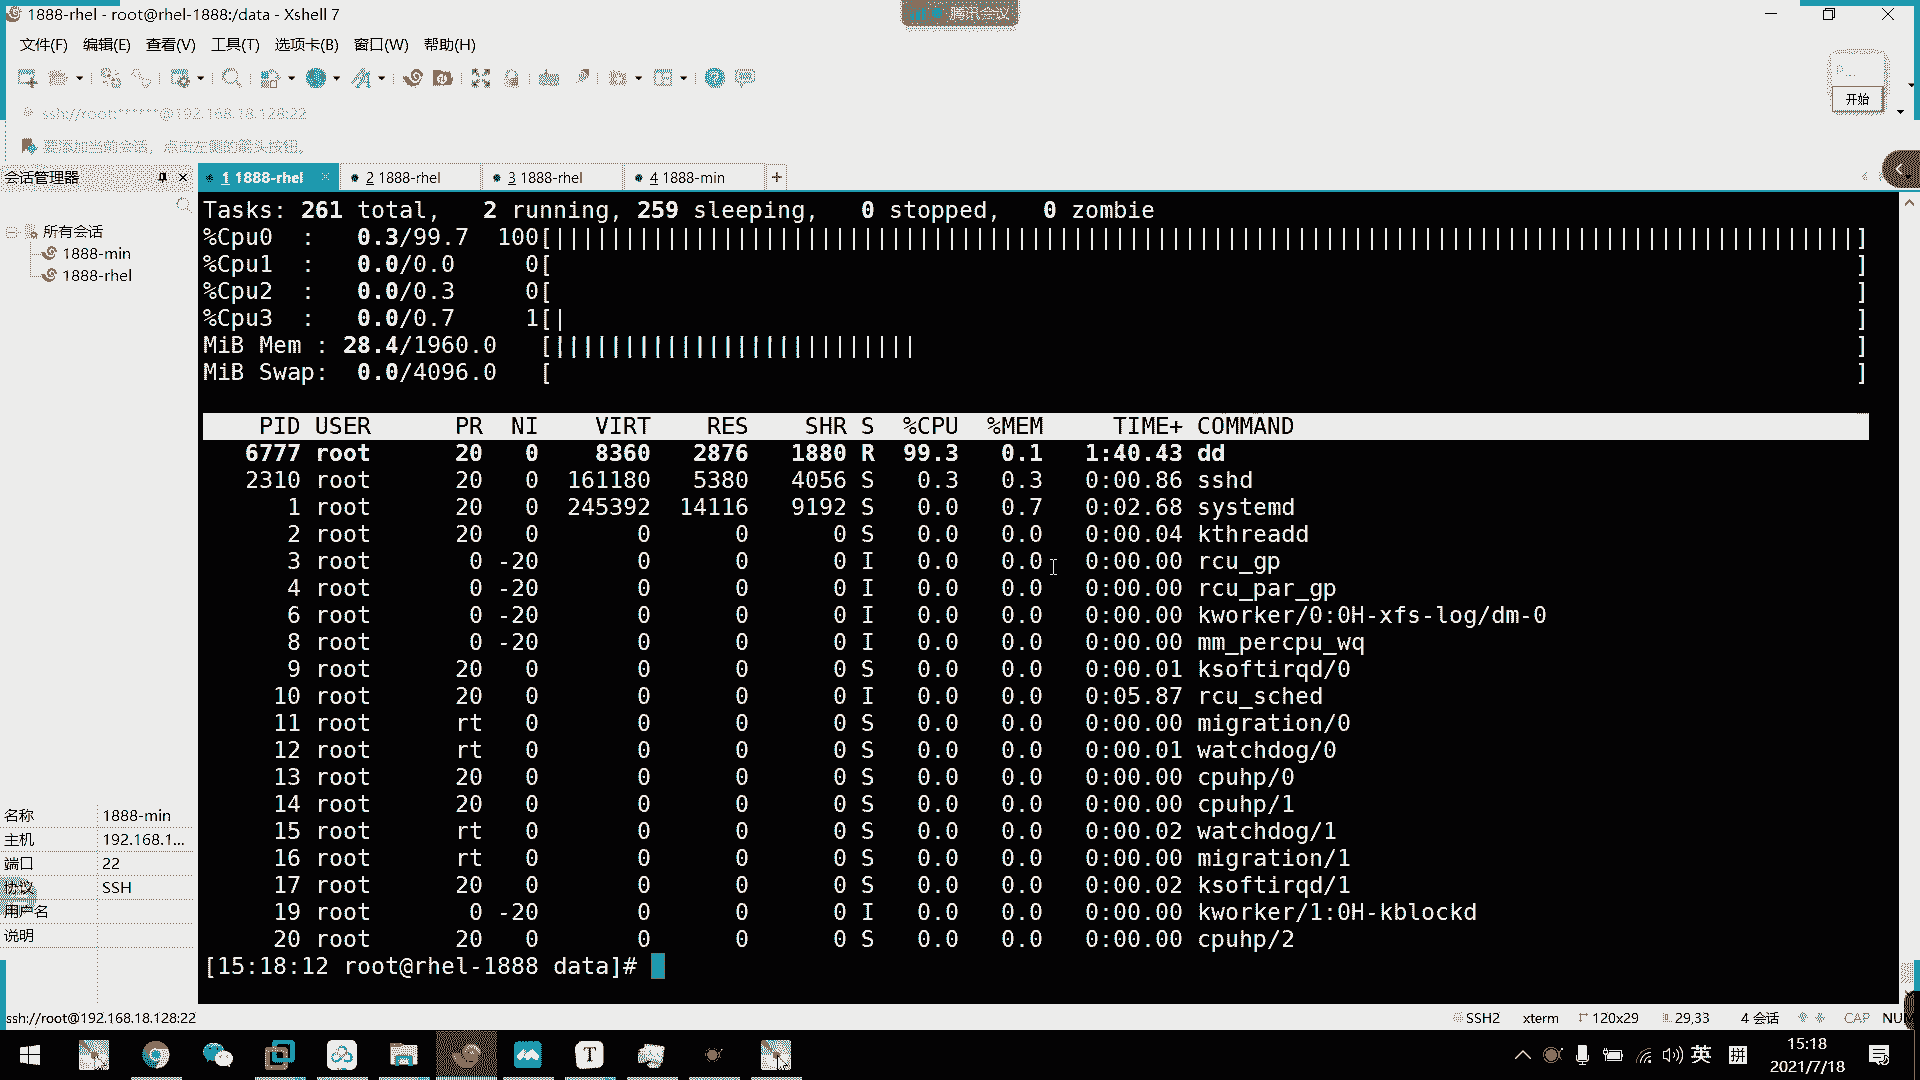 1888-rhel - root@rhel-1888:/data - Xshell 7
腾讯会议
文件(F) 编辑(E) 查看(V) 工具(T) 选项卡(B) 窗口(W) 帮助(H)
P...
开始
ssh://root:******@192.168.18.128:22
要添加当前会话，点击左侧的箭头按钮。
会话管理器
1 1888-rhel
2 1888-rhel
3 1888-rhel
4 1888-min
所有会话
1888-min
1888-rhel
Tasks: 261 total, 2 running, 259 sleeping, 0 stopped, 0 zombie
%Cpu0 : 0.3/99.7 100[||||||||||||||||||||||||||||||||||||||||||||||||||||||||||||||||||||||||||||||||||||||||||||||]
%Cpu1 : 0.0/0.0 0[ ]
%Cpu2 : 0.0/0.3 0[ ]
%Cpu3 : 0.0/0.7 1[| ]
MiB Mem : 28.4/1960.0 [|||||||||||||||||||||||||| ]
MiB Swap: 0.0/4096.0 [ ]
PID USER PR NI VIRT RES SHR S %CPU %MEM TIME+ COMMAND
6777 root 20 0 8360 2876 1880 R 99.3 0.1 1:40.43 dd
2310 root 20 0 161180 5380 4056 S 0.3 0.3 0:00.86 sshd
1 root 20 0 245392 14116 9192 S 0.0 0.7 0:02.68 systemd
2 root 20 0 0 0 0 S 0.0 0.0 0:00.04 kthreadd
3 root 0 -20 0 0 0 I 0.0 0.0 0:00.00 rcu_gp
4 root 0 -20 0 0 0 I 0.0 0.0 0:00.00 rcu_par_gp
6 root 0 -20 0 0 0 I 0.0 0.0 0:00.00 kworker/0:0H-xfs-log/dm-0
8 root 0 -20 0 0 0 I 0.0 0.0 0:00.00 mm_percpu_wq
9 root 20 0 0 0 0 S 0.0 0.0 0:00.01 ksoftirqd/0
10 root 20 0 0 0 0 I 0.0 0.0 0:05.87 rcu_sched
11 root rt 0 0 0 0 S 0.0 0.0 0:00.00 migration/0
12 root rt 0 0 0 0 S 0.0 0.0 0:00.01 watchdog/0
13 root 20 0 0 0 0 S 0.0 0.0 0:00.00 cpuhp/0
14 root 20 0 0 0 0 S 0.0 0.0 0:00.00 cpuhp/1
15 root rt 0 0 0 0 S 0.0 0.0 0:00.02 watchdog/1
16 root rt 0 0 0 0 S 0.0 0.0 0:00.00 migration/1
17 root 20 0 0 0 0 S 0.0 0.0 0:00.02 ksoftirqd/1
19 root 0 -20 0 0 0 I 0.0 0.0 0:00.00 kworker/1:0H-kblockd
20 root 20 0 0 0 0 S 0.0 0.0 0:00.00 cpuhp/2
[15:18:12 root@rhel-1888 data]#
名称 1888-min
主机 192.168.1...
端口 22
协议 SSH
用户名
说明
ssh://root@192.168.18.128:22
SSH2 xterm 120x29 29,33 4 会话 CAP NUM
英 拼
15:18
2021/7/18